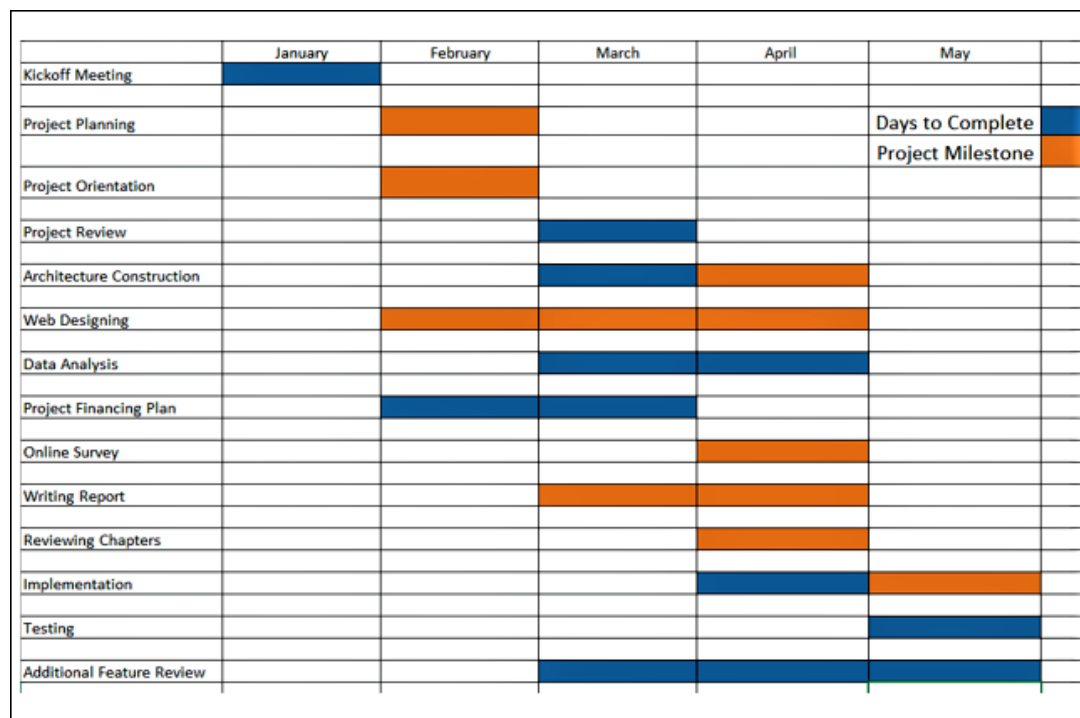 January February March April May
Kickoff Meeting
Project Planning Days to Complete
Project Milestone
Project Orientation
Project Review
Architecture Construction
Web Designing
Data Analysis
Project Financing Plan
Online Survey
Writing Report
Reviewing Chapters
Implementation
Testing
Additional Feature Review